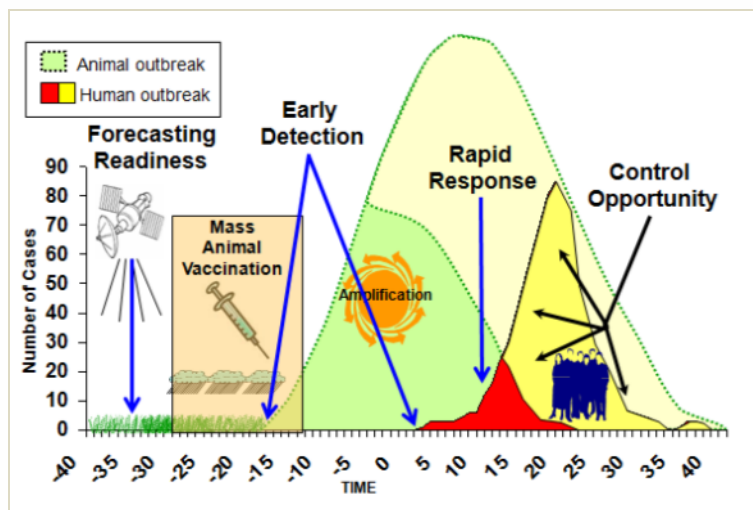 Animal outbreak
Human outbreak
Forecasting
Readiness
Early
Detection
Rapid
Response
Control
Opportunity
Mass
Animal
Vaccination
Amplification
Number of Cases
90
80
70
60
50
40
30
20
10
0
-40
-35
-30
-25
-20
-15
-10
-5
0
5
10
15
20
25
30
35
40
TIME